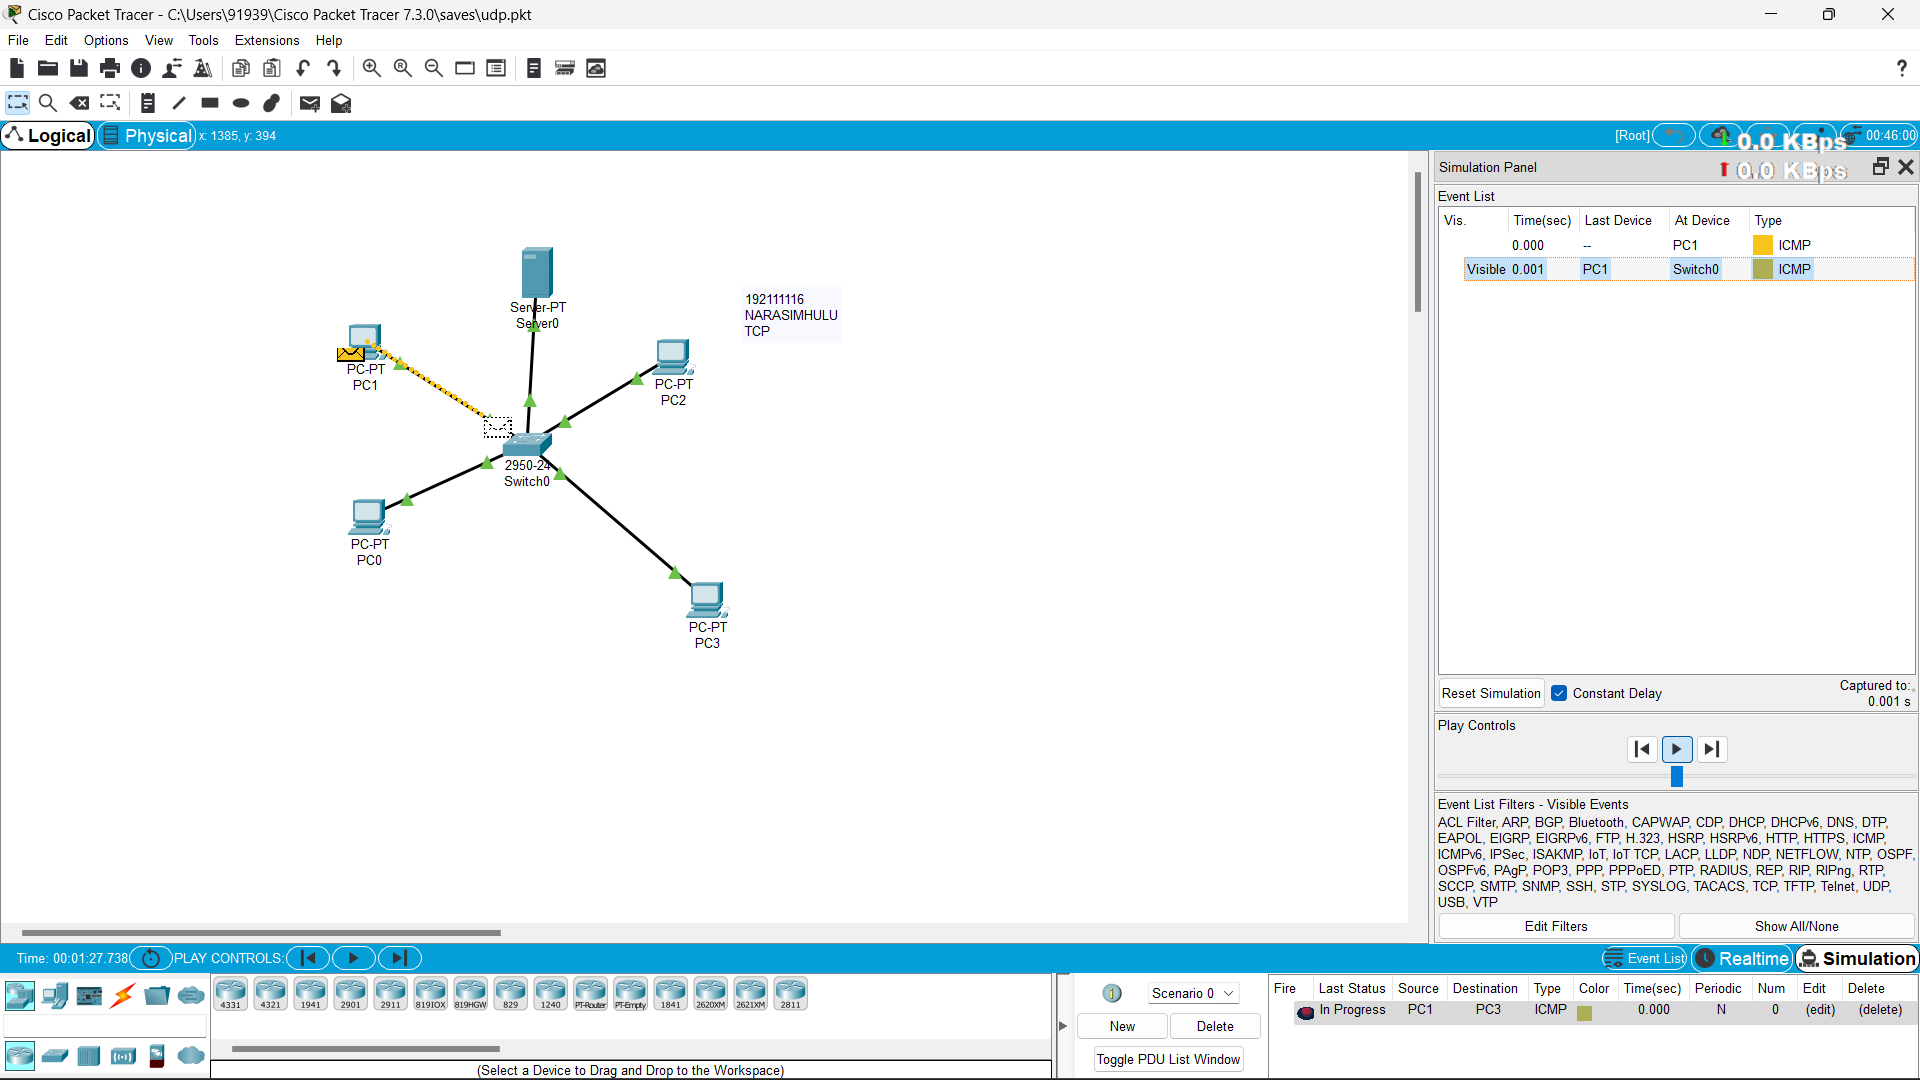 Cisco Packet Tracer - C:\Users\91939\Cisco Packet Tracer 7.3.0\saves\udp.pkt
File Edit Options View Tools Extensions Help
?
Logical Physical x: 1385, y: 394 [Root] 00:46:00
0.0 KBps
0.0 KBps
Simulation Panel
Event List
Vis. Time(sec) Last Device At Device Type
0.000 -- PC1 ICMP
Visible 0.001 PC1 Switch0 ICMP
Server-PT
Server0
192111116
NARASIMHULU
TCP
PC-PT
PC1
PC-PT
PC2
2950-24
Switch0
PC-PT
PC0
PC-PT
PC3
Reset Simulation Constant Delay Captured to:
0.001 s
Play Controls
Event List Filters - Visible Events
ACL Filter, ARP, BGP, Bluetooth, CAPWAP, CDP, DHCP, DHCPv6, DNS, DTP,
EAPOL, EIGRP, EIGRPv6, FTP, H.323, HSRP, HSRPv6, HTTP, HTTPS, ICMP,
ICMPv6, IPSec, ISAKMP, IoT, IoT TCP, LACP, LLDP, NDP, NETFLOW, NTP, OSPF,
OSPFv6, PAgP, POP3, PPP, PPPoED, PTP, RADIUS, REP, RIP, RIPng, RTP,
SCCP, SMTP, SNMP, SSH, STP, SYSLOG, TACACS, TCP, TFTP, Telnet, UDP,
USB, VTP
Edit Filters Show All/None
Time: 00:01:27.738 PLAY CONTROLS: Event List Realtime Simulation
4331 4321 1941 2901 2911 819IOX 819HGW 829 1240 PT-Router PT-Empty 1841 2620XM 2621XM 2811
(Select a Device to Drag and Drop to the Workspace)
Scenario 0
New Delete
Toggle PDU List Window
Fire Last Status Source Destination Type Color Time(sec) Periodic Num Edit Delete
In Progress PC1 PC3 ICMP 0.000 N 0 (edit) (delete)